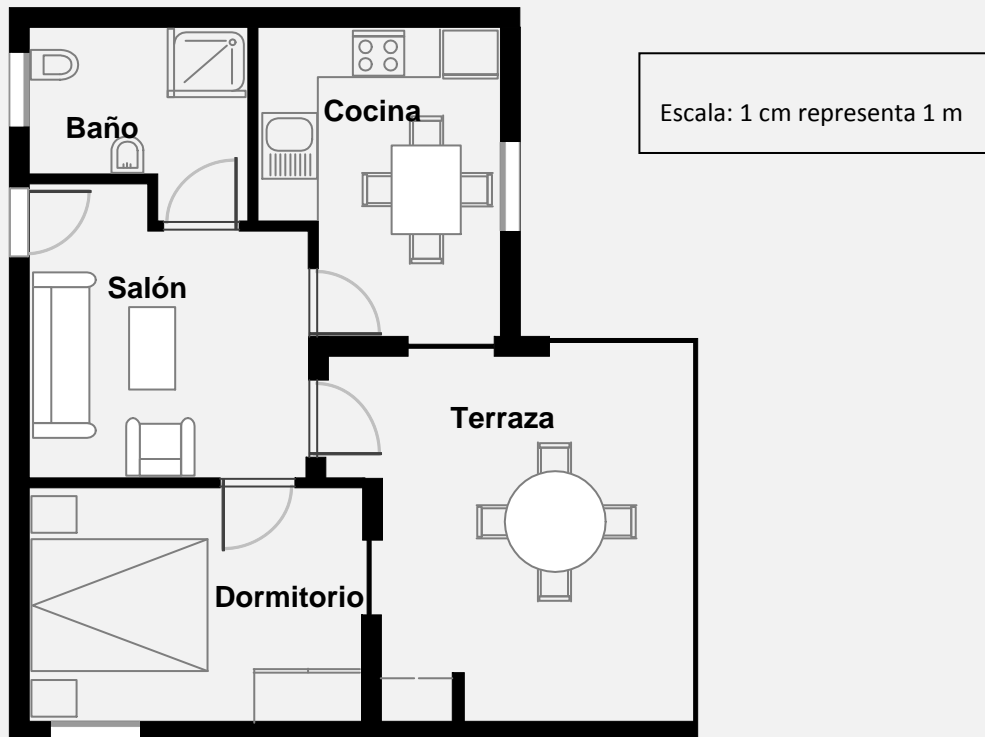 Cocina
Escala: 1 cm representa 1 m
Baño
Salón
Terraza
Dormitorio